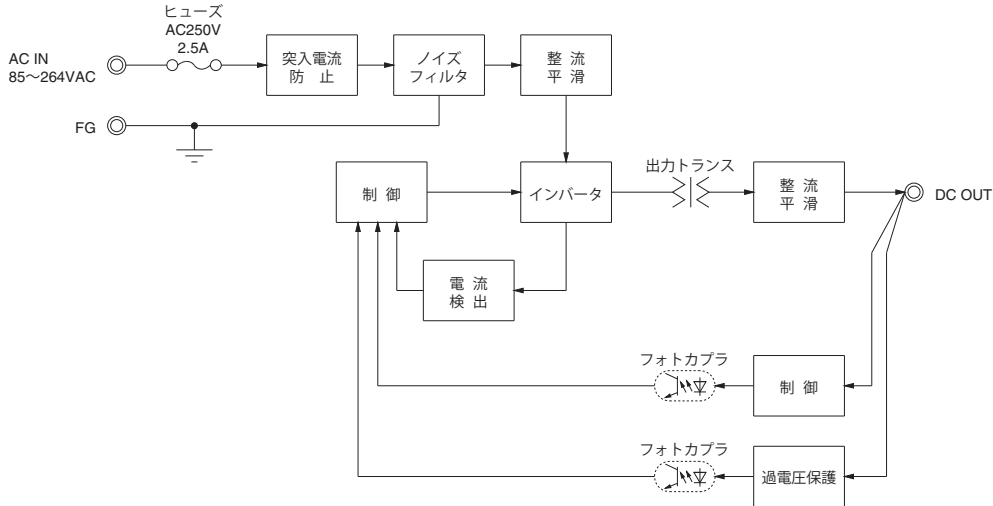 ヒューズ
AC250V
2.5A
AC IN
85～264VAC
突入電流
防 止
ノイズ
フィルタ
整 流
平 滑
FG
制 御
インバータ
出力トランス
整 流
平 滑
DC OUT
電 流
検 出
フォトカプラ
制 御
フォトカプラ
過電圧保護